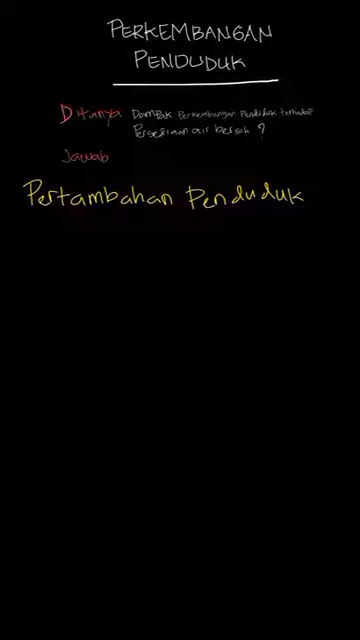 PERKEMBANGAN
PENDUDUK
Ditanya Dampak Perkembangan Penduduk terhadap
Persediaan air bersih ?
Jawab
Pertambahan Penduduk